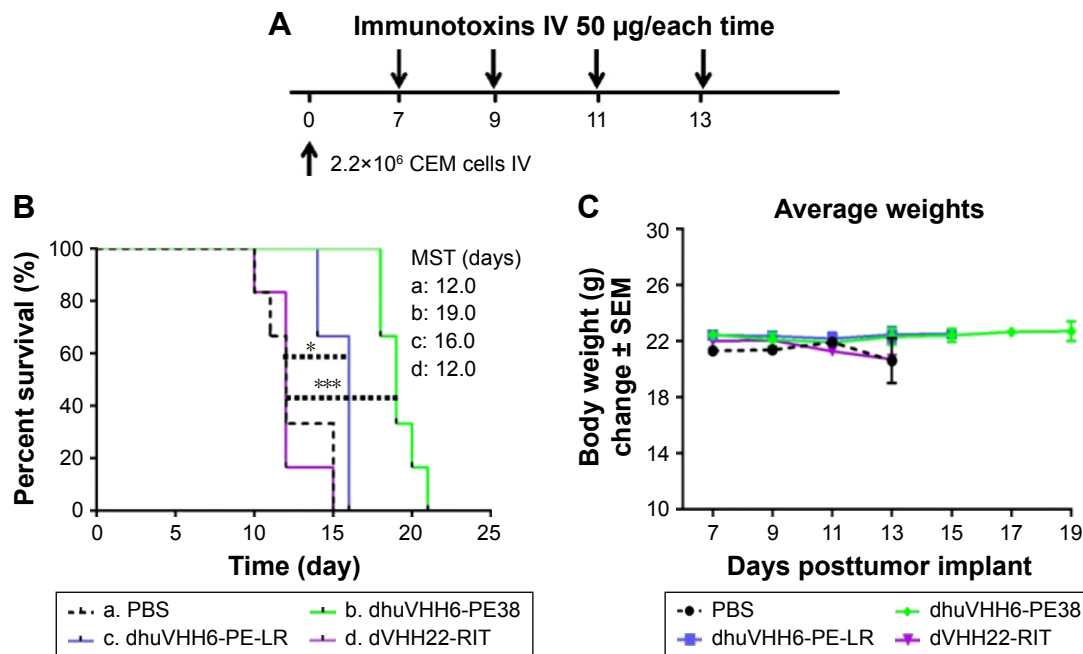 A
Immunotoxins IV 50 µg/each time
0 7 9 11 13
2.2×10⁶ CEM cells IV
B
Percent survival (%)
100
80
60
40
20
0
0 5 10 15 20 25
Time (day)
*
***
MST (days)
a: 12.0
b: 19.0
c: 16.0
d: 12.0
a. PBS
b. dhuVHH6-PE38
c. dhuVHH6-PE-LR
d. dVHH22-RIT
C
Average weights
Body weight (g)
change ± SEM
30
26
22
18
14
10
7 9 11 13 15 17 19
Days posttumor implant
PBS
dhuVHH6-PE38
dhuVHH6-PE-LR
dVHH22-RIT